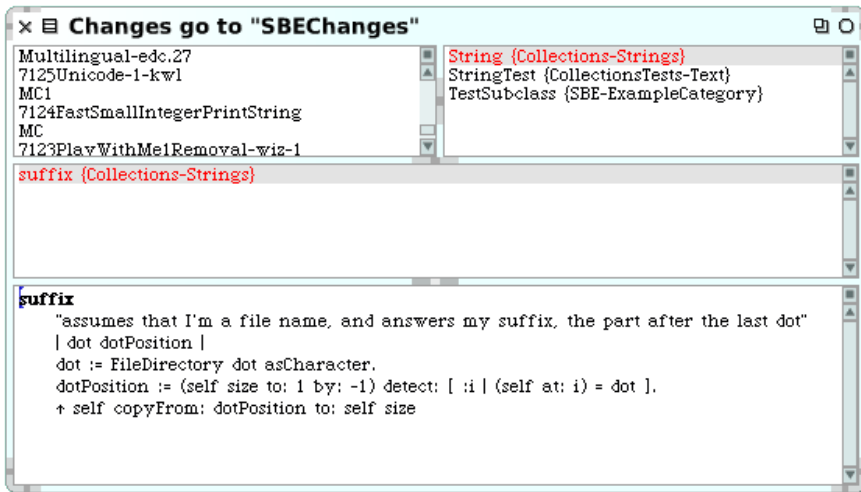 Changes go to "SBEChanges"
Multilingual-edc.27
7125Unicode-1-kwl
MC1
7124FastSmallIntegerPrintString
MC
7123PlayWithMe1Removal-wiz-1
String {Collections-Strings}
StringTest {CollectionsTests-Text}
TestSubclass {SBE-ExampleCategory}
suffix {Collections-Strings}
suffix
"assumes that I'm a file name, and answers my suffix, the part after the last dot"
| dot dotPosition |
dot := FileDirectory dot asCharacter.
dotPosition := (self size to: 1 by: -1) detect: [ :i | (self at: i) = dot ].
↑ self copyFrom: dotPosition to: self size